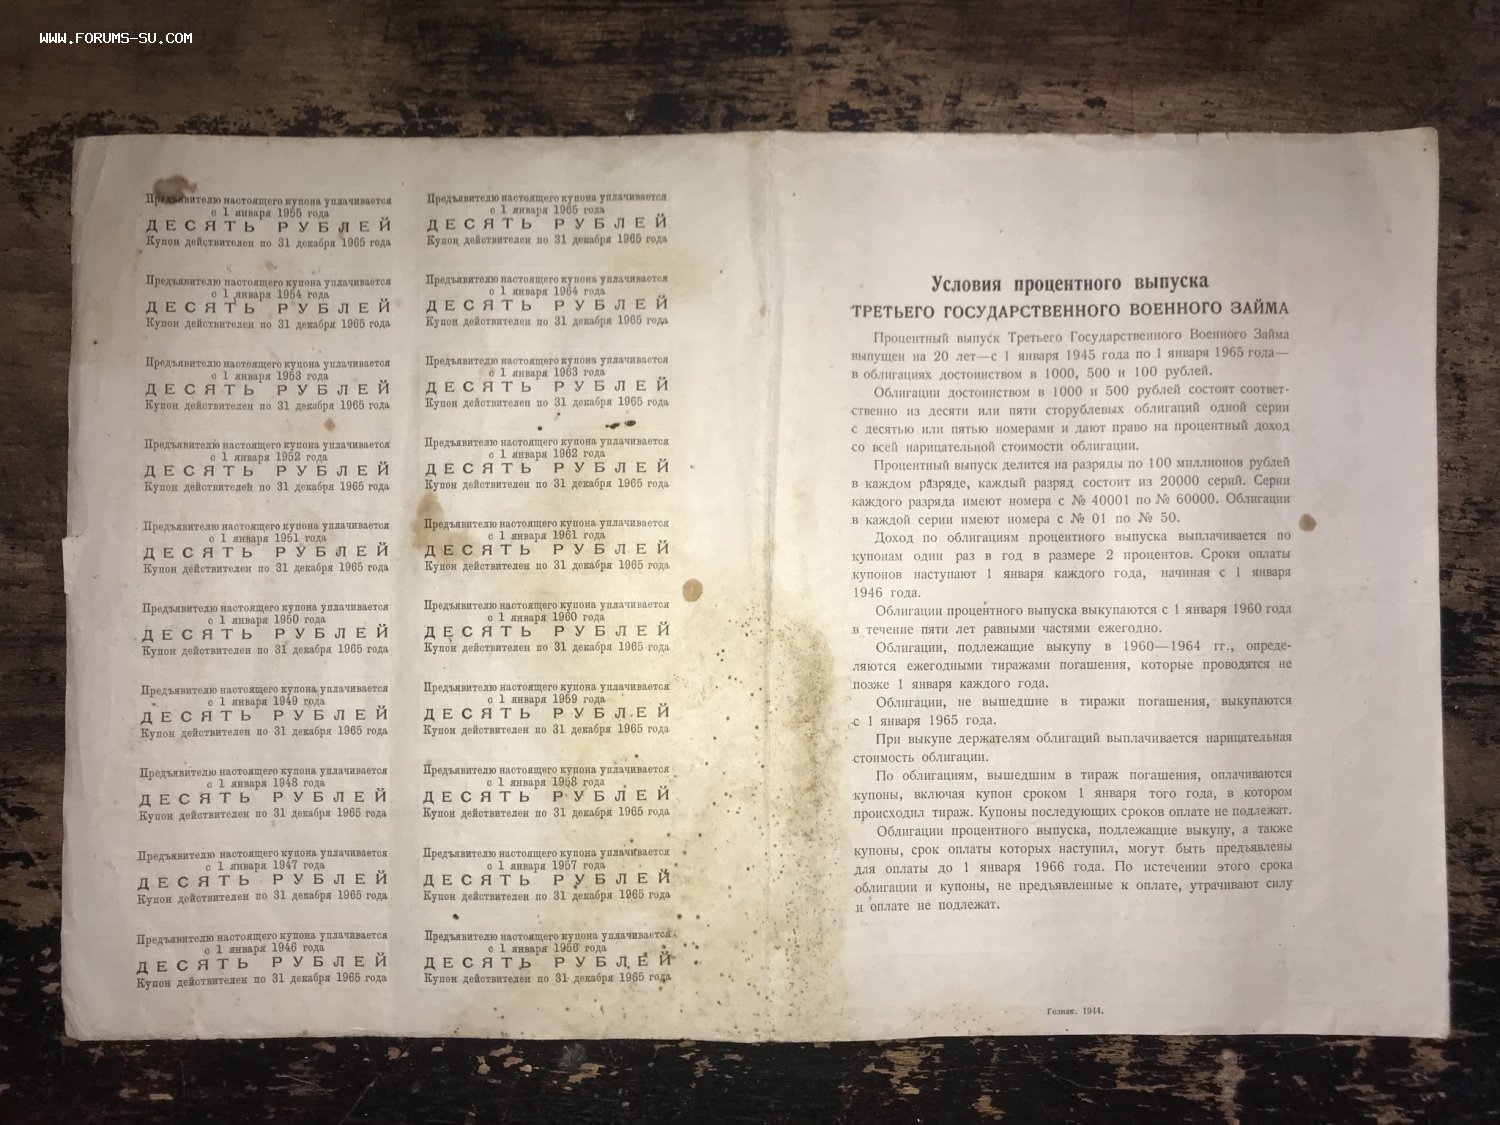 WWW.FORUMS-SU.COM
Предъявителю настоящего купона уплачивается
с 1 января 1955 года
ДЕСЯТЬ РУБЛЕЙ
Купон действителен по 31 декабря 1965 года
Предъявителю настоящего купона уплачивается
с 1 января 1954 года
ДЕСЯТЬ РУБЛЕЙ
Купон действителен по 31 декабря 1965 года
Предъявителю настоящего купона уплачивается
с 1 января 1953 года
ДЕСЯТЬ РУБЛЕЙ
Купон действителен по 31 декабря 1965 года
Предъявителю настоящего купона уплачивается
с 1 января 1952 года
ДЕСЯТЬ РУБЛЕЙ
Купон действителен по 31 декабря 1965 года
Предъявителю настоящего купона уплачивается
с 1 января 1951 года
ДЕСЯТЬ РУБЛЕЙ
Купон действителен по 31 декабря 1965 года
Предъявителю настоящего купона уплачивается
с 1 января 1950 года
ДЕСЯТЬ РУБЛЕЙ
Купон действителен по 31 декабря 1965 года
Предъявителю настоящего купона уплачивается
с 1 января 1949 года
ДЕСЯТЬ РУБЛЕЙ
Купон действителен по 31 декабря 1965 года
Предъявителю настоящего купона уплачивается
с 1 января 1948 года
ДЕСЯТЬ РУБЛЕЙ
Купон действителен по 31 декабря 1965 года
Предъявителю настоящего купона уплачивается
с 1 января 1947 года
ДЕСЯТЬ РУБЛЕЙ
Купон действителен по 31 декабря 1965 года
Предъявителю настоящего купона уплачивается
с 1 января 1946 года
ДЕСЯТЬ РУБЛЕЙ
Купон действителен по 31 декабря 1965 года
Предъявителю настоящего купона уплачивается
с 1 января 1965 года
ДЕСЯТЬ РУБЛЕЙ
Купон действителен по 31 декабря 1965 года
Предъявителю настоящего купона уплачивается
с 1 января 1964 года
ДЕСЯТЬ РУБЛЕЙ
Купон действителен по 31 декабря 1965 года
Предъявителю настоящего купона уплачивается
с 1 января 1963 года
ДЕСЯТЬ РУБЛЕЙ
Купон действителен по 31 декабря 1965 года
Предъявителю настоящего купона уплачивается
с 1 января 1962 года
ДЕСЯТЬ РУБЛЕЙ
Купон действителен по 31 декабря 1965 года
Предъявителю настоящего купона уплачивается
с 1 января 1961 года
ДЕСЯТЬ РУБЛЕЙ
Купон действителен по 31 декабря 1965 года
Предъявителю настоящего купона уплачивается
с 1 января 1960 года
ДЕСЯТЬ РУБЛЕЙ
Купон действителен по 31 декабря 1965 года
Предъявителю настоящего купона уплачивается
с 1 января 1959 года
ДЕСЯТЬ РУБЛЕЙ
Купон действителен по 31 декабря 1965 года
Предъявителю настоящего купона уплачивается
с 1 января 1958 года
ДЕСЯТЬ РУБЛЕЙ
Купон действителен по 31 декабря 1965 года
Предъявителю настоящего купона уплачивается
с 1 января 1957 года
ДЕСЯТЬ РУБЛЕЙ
Купон действителен по 31 декабря 1965 года
Предъявителю настоящего купона уплачивается
с 1 января 1956 года
ДЕСЯТЬ РУБЛЕЙ
Купон действителен по 31 декабря 1965 года
Условия процентного выпуска
ТРЕТЬЕГО ГОСУДАРСТВЕННОГО ВОЕННОГО ЗАЙМА
Процентный выпуск Третьего Государственного Военного Займа
выпущен на 20 лет—с 1 января 1945 года по 1 января 1965 года—
в облигациях достоинством в 1000, 500 и 100 рублей.
Облигации достоинством в 1000 и 500 рублей состоят соответ-
ственно из десяти или пяти сторублевых облигаций одной серии
с десятью или пятью номерами и дают право на процентный доход
со всей нарицательной стоимости облигации.
Процентный выпуск делится на разряды по 100 миллионов рублей
в каждом разряде, каждый разряд состоит из 20000 серий. Серии
каждого разряда имеют номера с № 40001 по № 60000. Облигации
в каждой серии имеют номера с № 01 по № 50.
Доход по облигациям процентного выпуска выплачивается по
купонам один раз в год в размере 2 процентов. Сроки оплаты
купонов наступают 1 января каждого года, начиная с 1 января
1946 года.
Облигации процентного выпуска выкупаются с 1 января 1960 года
в течение пяти лет равными частями ежегодно.
Облигации, подлежащие выкупу в 1960—1964 гг., опреде-
ляются ежегодными тиражами погашения, которые проводятся не
позже 1 января каждого года.
Облигации, не вышедшие в тиражи погашения, выкупаются
с 1 января 1965 года.
При выкупе держателям облигаций выплачивается нарицательная
стоимость облигации.
По облигациям, вышедшим в тираж погашения, оплачиваются
купоны, включая купон сроком 1 января того года, в котором
происходил тираж. Купоны последующих сроков оплате не подлежат.
Облигации процентного выпуска, подлежащие выкупу, а также
купоны, срок оплаты которых наступил, могут быть предъявлены
для оплаты до 1 января 1966 года. По истечении этого срока
облигации и купоны, не предъявленные к оплате, утрачивают силу
и оплате не подлежат.
Гознак. 1944.